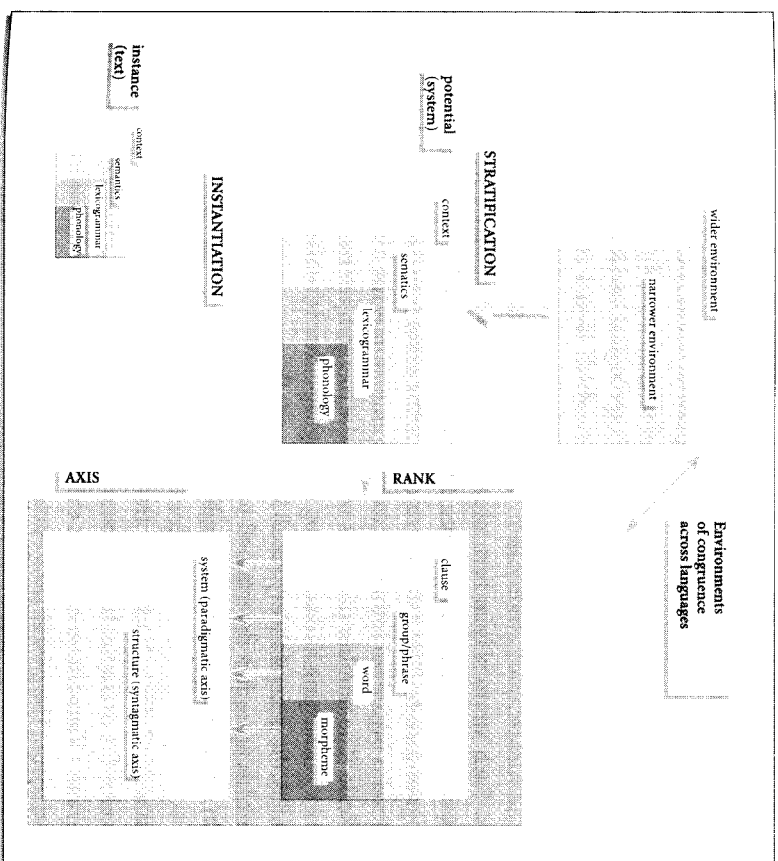 Environments
of congruence
across languages
wider environment
narrower environment
STRATIFICATION
potential
(system)
context
sematics
lexicogrammar
phonology
RANK
clause
group/phrase
word
morpheme
INSTANTIATION
instance
(text)
context
semantics
lexicogrammar
phonology
AXIS
system (paradigmatic axis)
structure (syntagmatic axis)